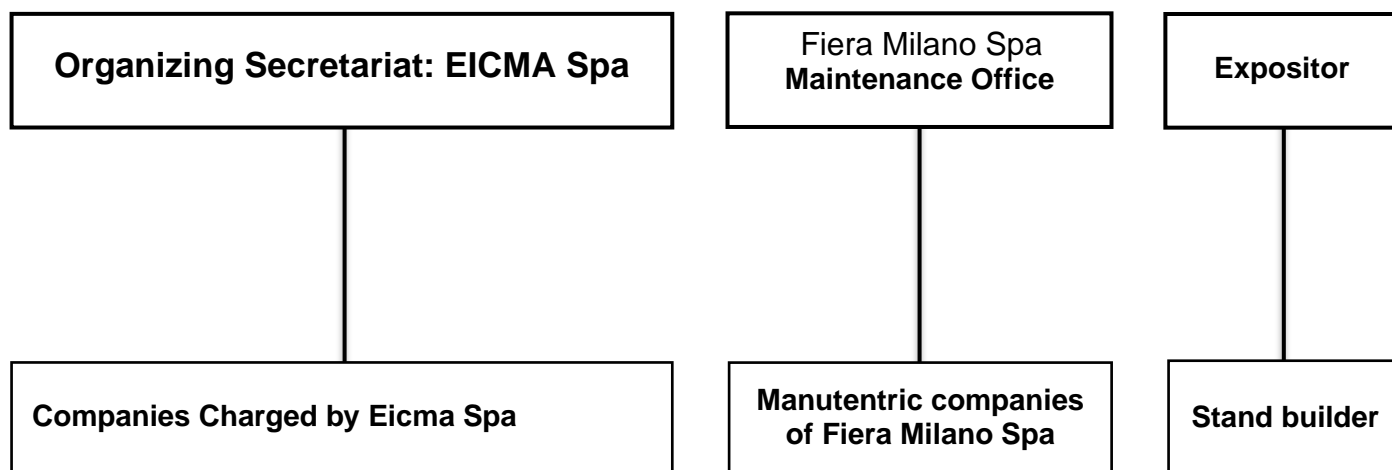 Organizing Secretariat: EICMA Spa
Fiera Milano Spa
Maintenance Office
Expositor
Companies Charged by Eicma Spa
Manutentric companies
of Fiera Milano Spa
Stand builder